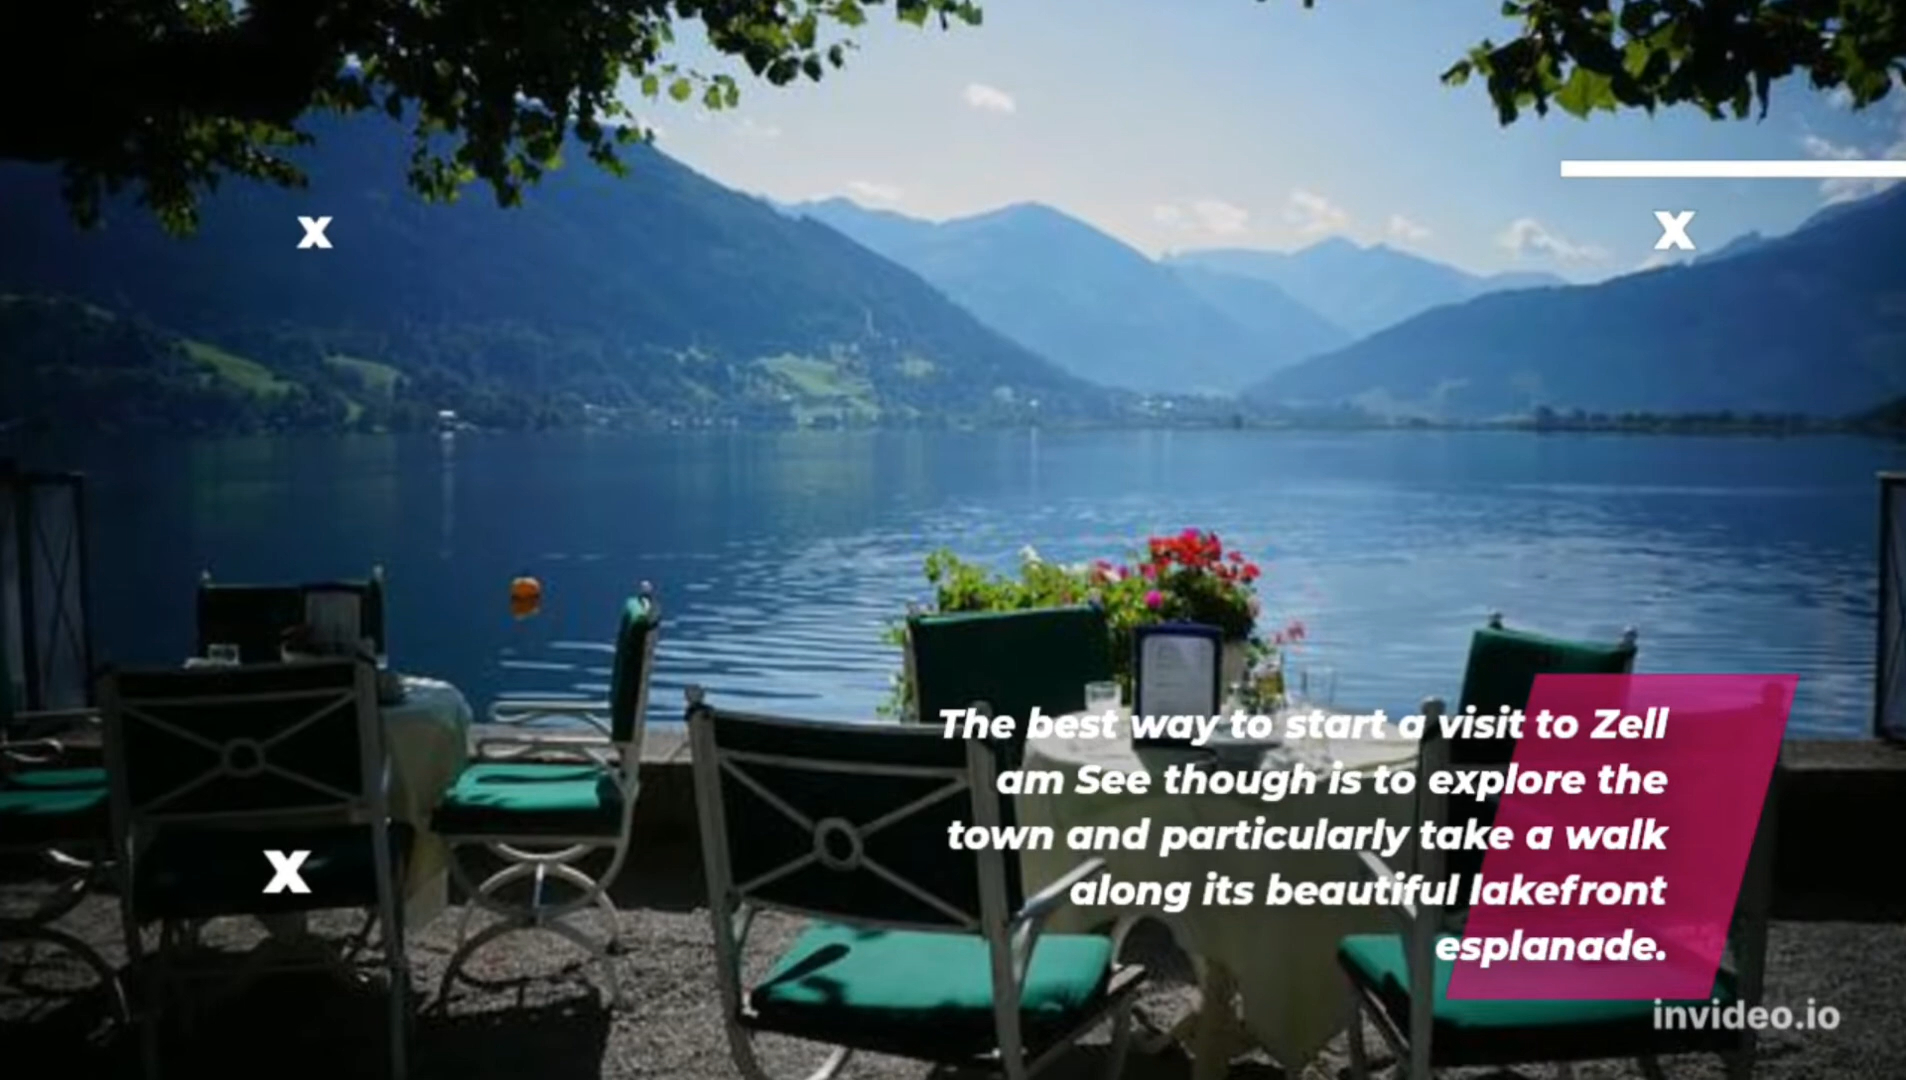 x
x
The best way to start a visit to Zell
am See though is to explore the
town and particularly take a walk
along its beautiful lakefront
esplanade.
x
invideo.io